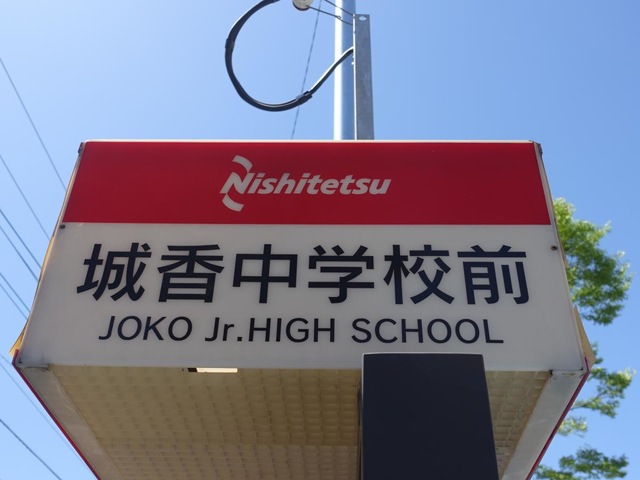 Nishitetsu
城香中学校前
JOKO Jr.HIGH SCHOOL